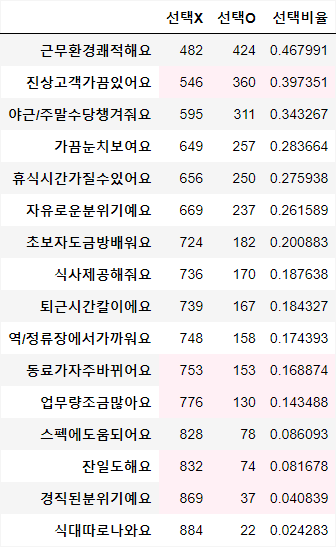 선택X 선택O 선택비율
근무환경쾌적해요 482 424 0.467991
진상고객가끔있어요 546 360 0.397351
야근/주말수당챙겨줘요 595 311 0.343267
가끔눈치보여요 649 257 0.283664
휴식시간가질수있어요 656 250 0.275938
자유로운분위기예요 669 237 0.261589
초보자도금방배워요 724 182 0.200883
식사제공해줘요 736 170 0.187638
퇴근시간칼이에요 739 167 0.184327
역/정류장에서가까워요 748 158 0.174393
동료가자주바뀌어요 753 153 0.168874
업무량조금많아요 776 130 0.143488
스펙에도움되어요 828 78 0.086093
잔일도해요 832 74 0.081678
경직된분위기예요 869 37 0.040839
식대따로나와요 884 22 0.024283